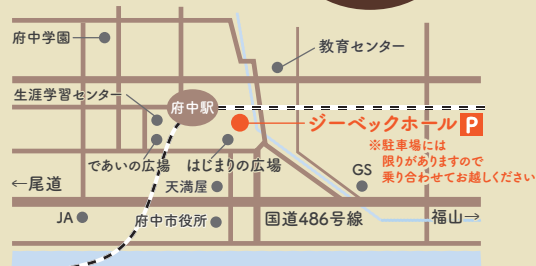 府中学園
教育センター
生涯学習センター
府中駅
ジーベックホール P
※駐車場には
限りがありますので
乗り合わせてお越しください
であいの広場
はじまりの広場
GS
←尾道
天満屋
JA
府中市役所
国道486号線
福山→